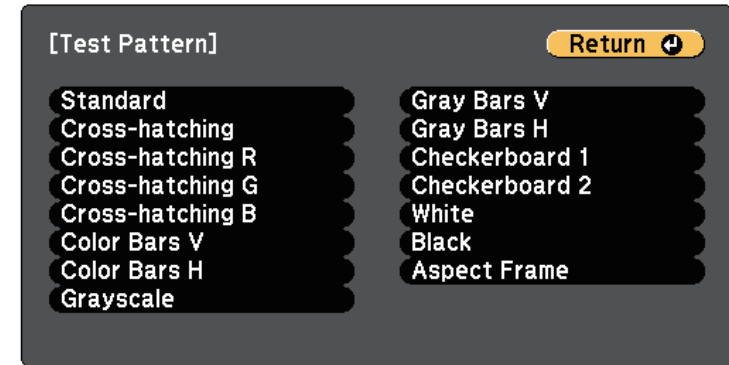 [Test Pattern]
Return
Standard
Cross-hatching
Cross-hatching R
Cross-hatching G
Cross-hatching B
Color Bars V
Color Bars H
Grayscale
Gray Bars V
Gray Bars H
Checkerboard 1
Checkerboard 2
White
Black
Aspect Frame